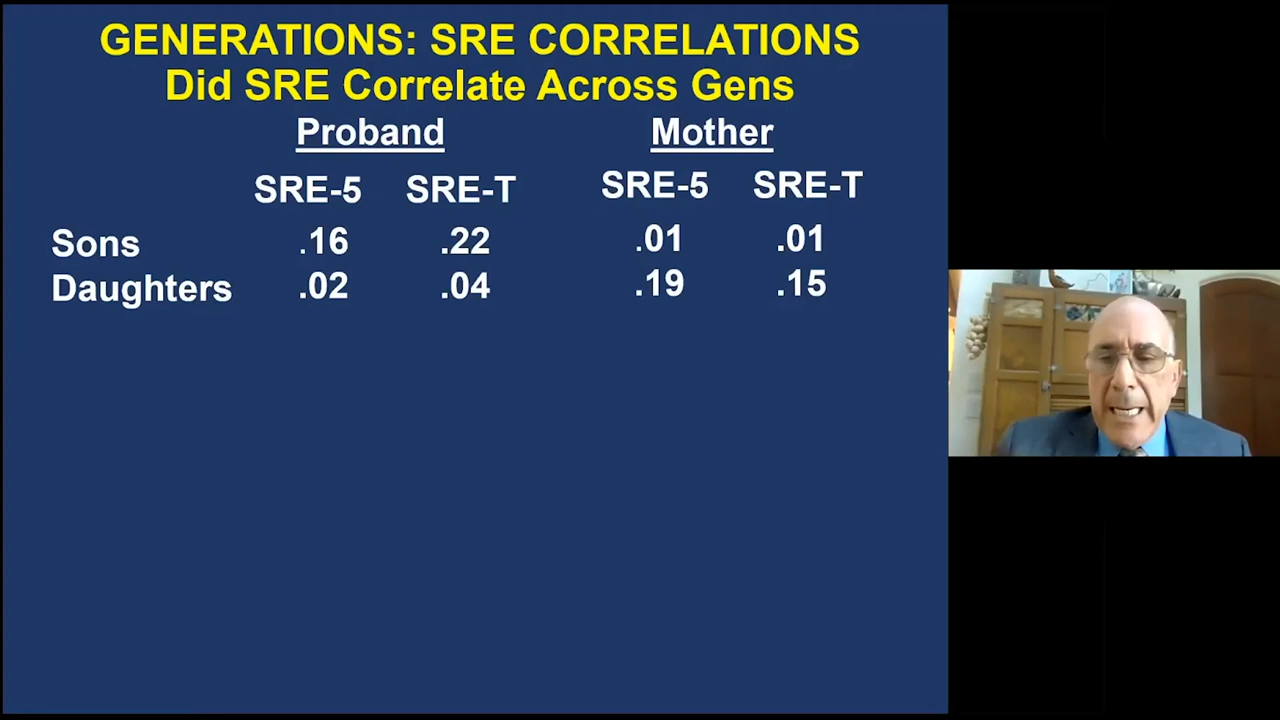 GENERATIONS: SRE CORRELATIONS
Did SRE Correlate Across Gens
Proband Mother
SRE-5 SRE-T SRE-5 SRE-T
Sons .16 .22 .01 .01
Daughters .02 .04 .19 .15